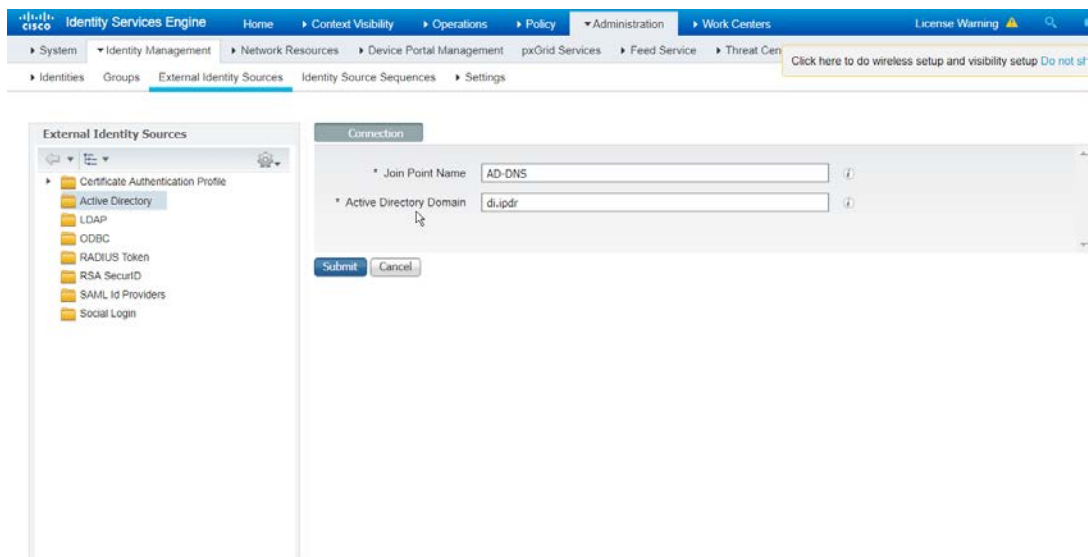 CISCO Identity Services Engine Home Context Visibility Operations Policy Administration Work Centers License Warning
System Identity Management Network Resources Device Portal Management pxGrid Services Feed Service Threat Cen
Click here to do wireless setup and visibility setup Do not sh
Identities Groups External Identity Sources Identity Source Sequences Settings
External Identity Sources
Certificate Authentication Profile
Active Directory
LDAP
ODBC
RADIUS Token
RSA SecurID
SAML Id Providers
Social Login
Connection
* Join Point Name AD-DNS
* Active Directory Domain di.ipdr
Submit Cancel